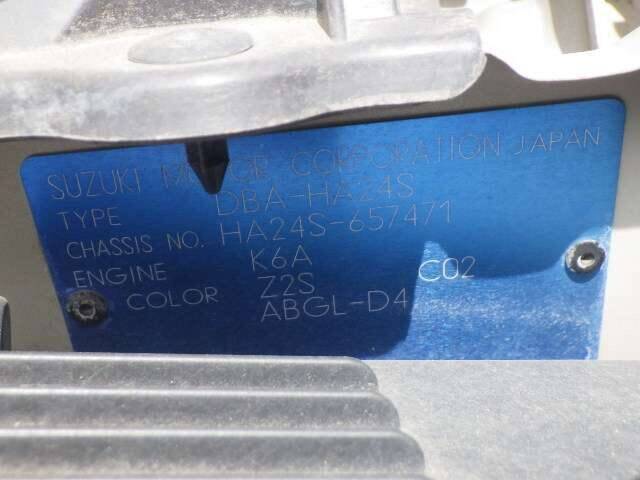 SUZUKI MOTOR CORPORATION JAPAN
TYPE DBA-HA24S
CHASSIS NO. HA24S-657471
ENGINE K6A
COLOR Z2S C02
ABGL-D4